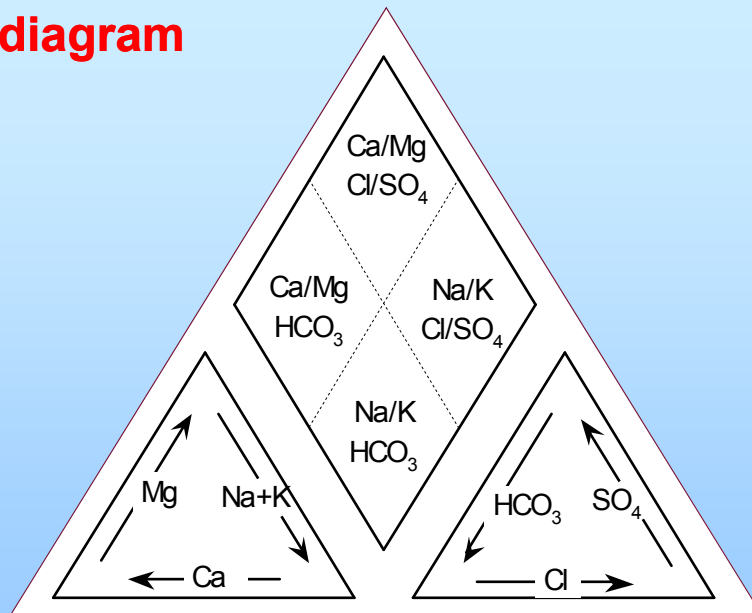 diagram
Ca/Mg
Cl/SO₄
Ca/Mg
HCO₃
Na/K
Cl/SO₄
Na/K
HCO₃
Mg
Na+K
Ca
HCO₃
SO₄
Cl